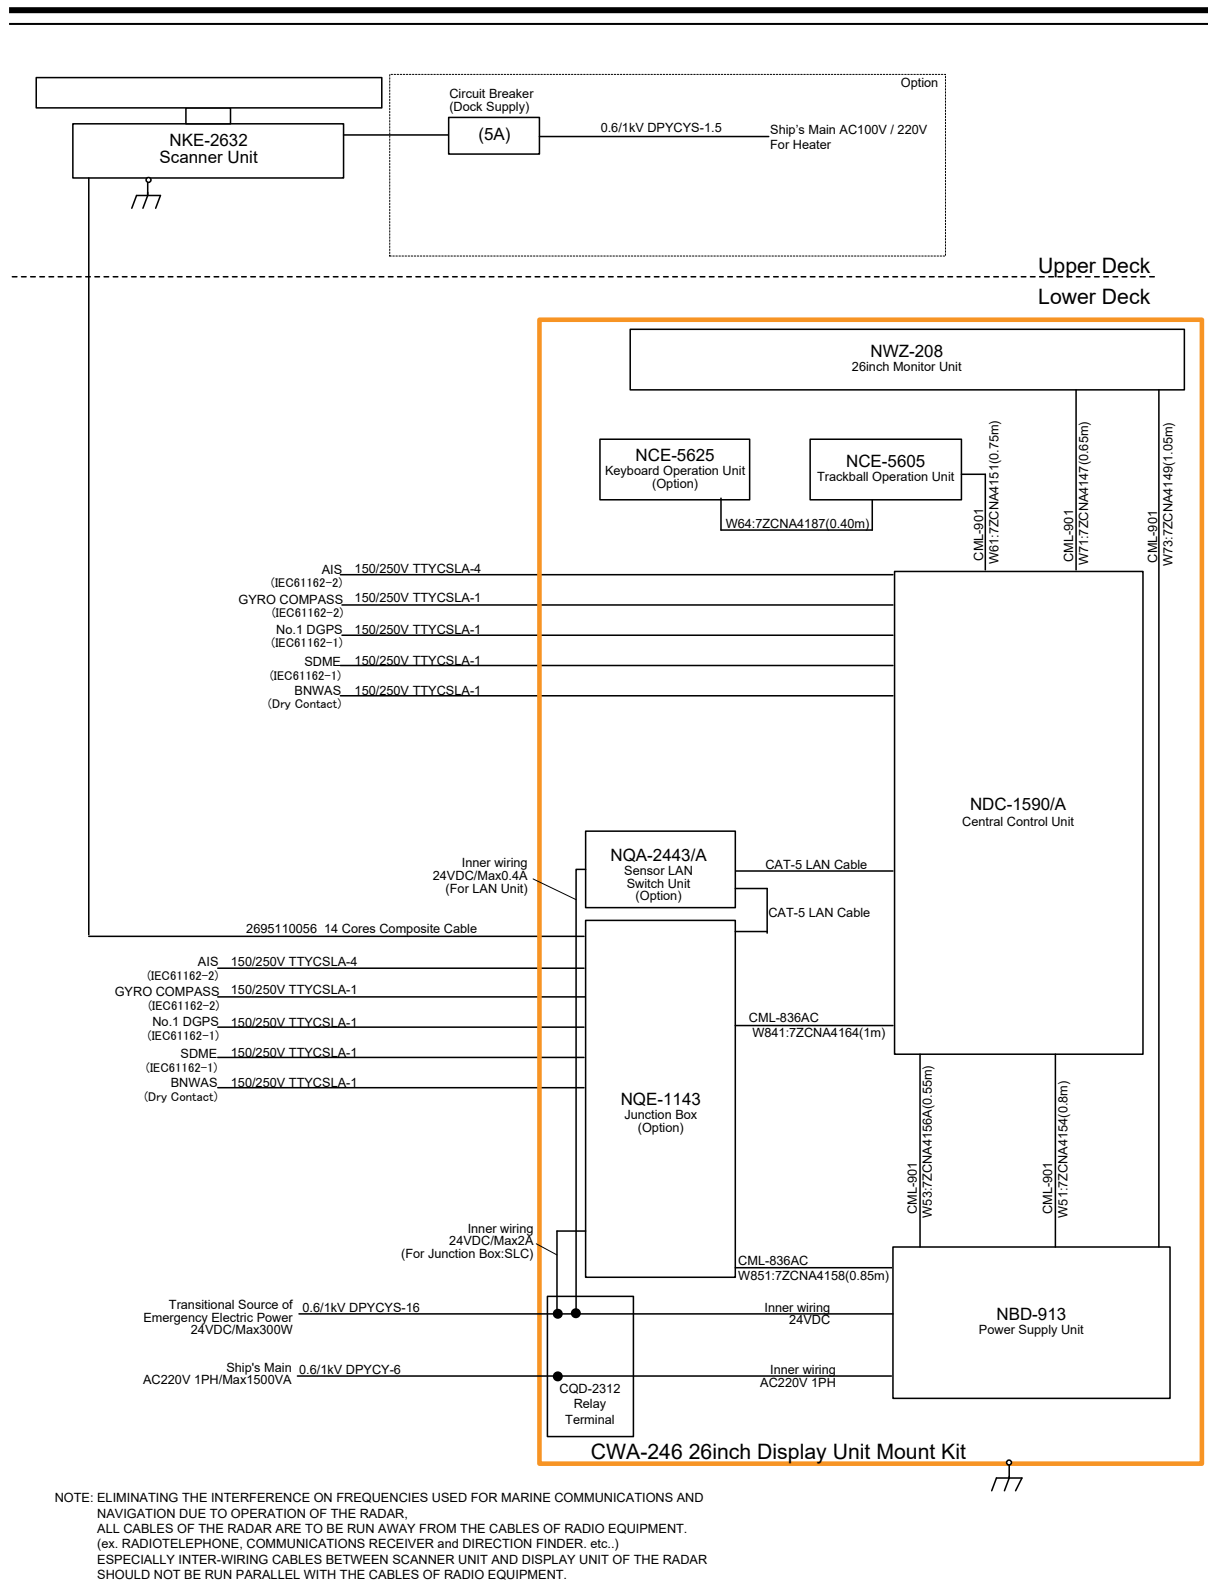 Option
Circuit Breaker
(Dock Supply)
(5A)
0.6/1kV DPYCYS-1.5
Ship's Main AC100V / 220V
For Heater
NKE-2632
Scanner Unit
Upper Deck
Lower Deck
NWZ-208
26inch Monitor Unit
NCE-5625
Keyboard Operation Unit
(Option)
NCE-5605
Trackball Operation Unit
W64:7ZCNA4187(0.40m)
CML-901
W61:7ZCNA4151(0.75m)
CML-901
W71:7ZCNA4147(0.65m)
CML-901
W73:7ZCNA4149(1.05m)
AIS 150/250V TTYCSLA-4
(IEC61162-2)
GYRO COMPASS 150/250V TTYCSLA-1
(IEC61162-2)
No.1 DGPS 150/250V TTYCSLA-1
(IEC61162-1)
SDME 150/250V TTYCSLA-1
(IEC61162-1)
BNWAS 150/250V TTYCSLA-1
(Dry Contact)
NDC-1590/A
Central Control Unit
NQA-2443/A
Sensor LAN
Switch Unit
(Option)
CAT-5 LAN Cable
CAT-5 LAN Cable
Inner wiring
24VDC/Max0.4A
(For LAN Unit)
2695110056 14 Cores Composite Cable
AIS 150/250V TTYCSLA-4
(IEC61162-2)
GYRO COMPASS 150/250V TTYCSLA-1
(IEC61162-2)
No.1 DGPS 150/250V TTYCSLA-1
(IEC61162-1)
SDME 150/250V TTYCSLA-1
(IEC61162-1)
BNWAS 150/250V TTYCSLA-1
(Dry Contact)
CML-836AC
W841:7ZCNA4164(1m)
NQE-1143
Junction Box
(Option)
CML-901
W53:7ZCNA4156A(0.55m)
CML-901
W51:7ZCNA4154(0.8m)
Inner wiring
24VDC/Max2A
(For Junction Box:SLC)
CML-836AC
W851:7ZCNA4158(0.85m)
Transitional Source of
Emergency Electric Power
24VDC/Max300W
0.6/1kV DPYCYS-16
Inner wiring
24VDC
NBD-913
Power Supply Unit
Ship's Main
AC220V 1PH/Max1500VA
0.6/1kV DPYCY-6
Inner wiring
AC220V 1PH
CQD-2312
Relay
Terminal
CWA-246 26inch Display Unit Mount Kit
NOTE: ELIMINATING THE INTERFERENCE ON FREQUENCIES USED FOR MARINE COMMUNICATIONS AND
NAVIGATION DUE TO OPERATION OF THE RADAR,
ALL CABLES OF THE RADAR ARE TO BE RUN AWAY FROM THE CABLES OF RADIO EQUIPMENT.
(ex. RADIOTELEPHONE, COMMUNICATIONS RECEIVER and DIRECTION FINDER. etc..)
ESPECIALLY INTER-WIRING CABLES BETWEEN SCANNER UNIT AND DISPLAY UNIT OF THE RADAR
SHOULD NOT BE RUN PARALLEL WITH THE CABLES OF RADIO EQUIPMENT.